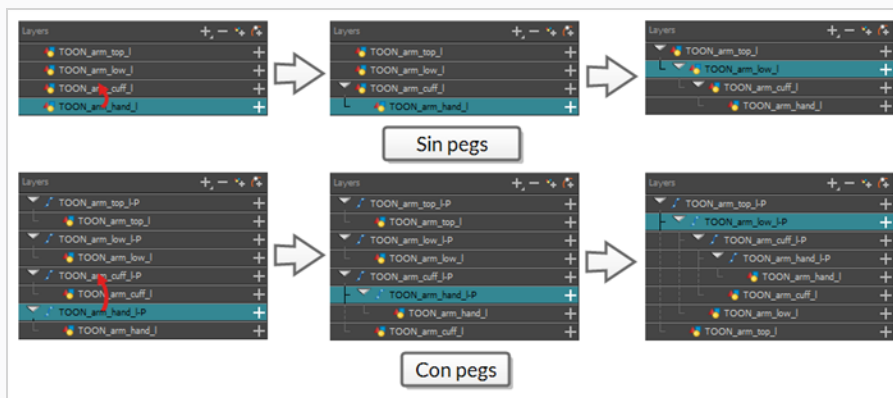 Layers
TOON_arm_top_l
TOON_arm_low_l
TOON_arm_cuff_l
TOON_arm_hand_l
Layers
TOON_arm_top_l
TOON_arm_low_l
TOON_arm_cuff_l
TOON_arm_hand_l
Layers
TOON_arm_top_l
TOON_arm_low_l
TOON_arm_cuff_l
TOON_arm_hand_l
Sin pegs
Layers
TOON_arm_top_l-P
TOON_arm_top_l
TOON_arm_low_l-P
TOON_arm_low_l
TOON_arm_cuff_l-P
TOON_arm_cuff_l
TOON_arm_hand_l-P
TOON_arm_hand_l
Layers
TOON_arm_top_l-P
TOON_arm_top_l
TOON_arm_low_l-P
TOON_arm_low_l
TOON_arm_cuff_l-P
TOON_arm_hand_l-P
TOON_arm_hand_l
TOON_arm_cuff_l
Layers
TOON_arm_top_l-P
TOON_arm_low_l-P
TOON_arm_cuff_l-P
TOON_arm_hand_l-P
TOON_arm_hand_l
TOON_arm_cuff_l
TOON_arm_low_l
TOON_arm_top_l
Con pegs